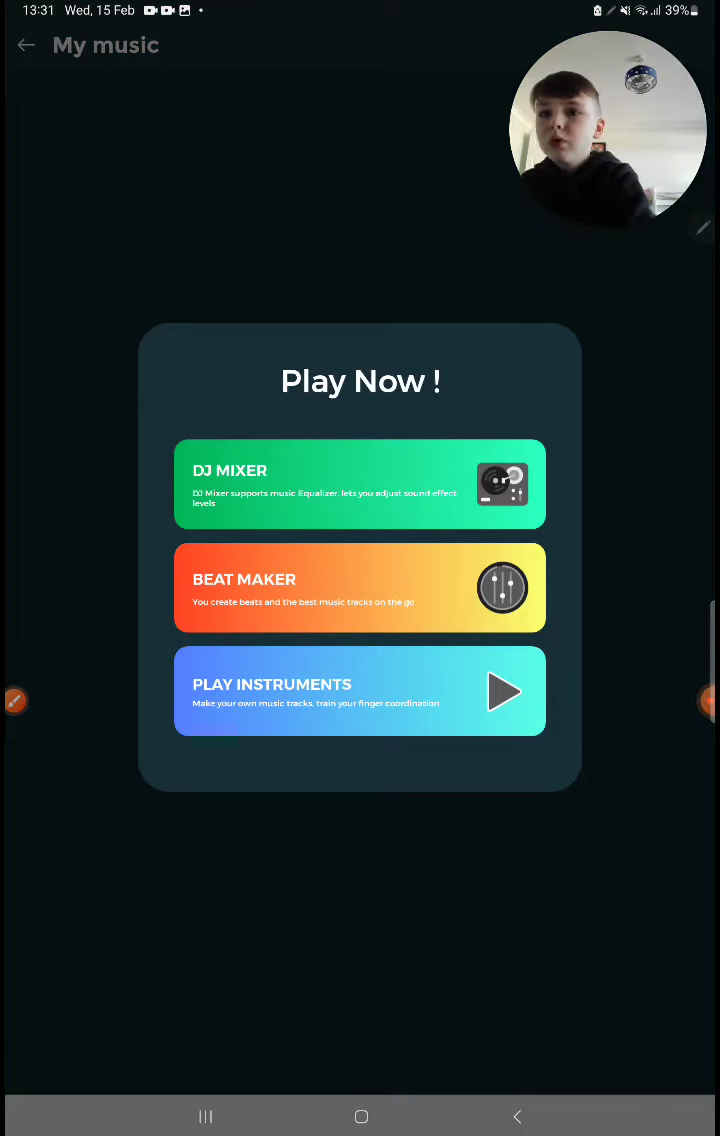 13:31 Wed, 15 Feb 39%
My music
Play Now !
DJ MIXER
DJ Mixer supports music Equalizer, lets you adjust sound effect
levels
BEAT MAKER
You create beats and the best music tracks on the go
PLAY INSTRUMENTS
Make your own music tracks, train your finger coordination